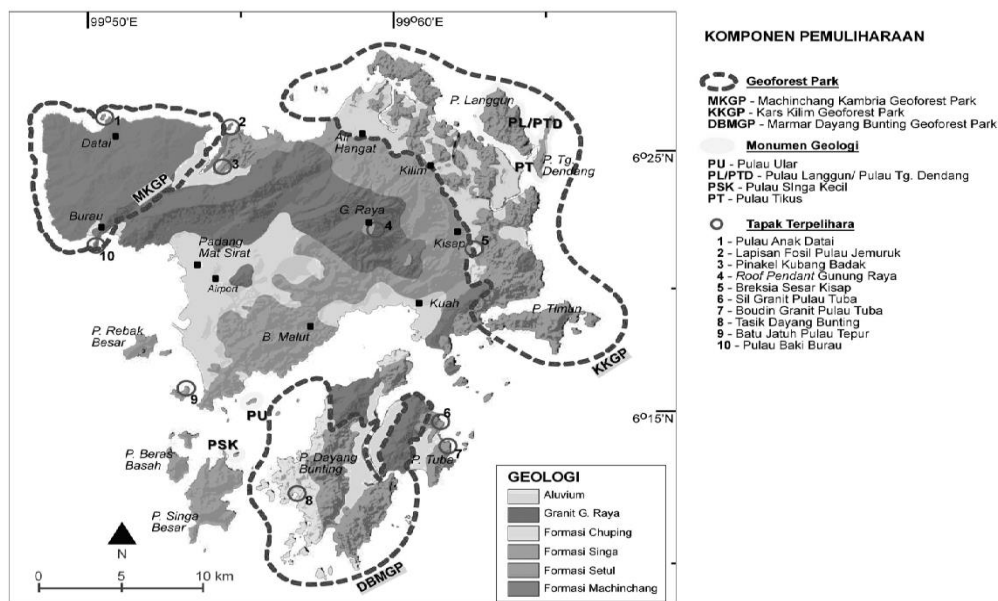 99°50'E
99°60'E
P. Langgun
PL/PTD
1
2
Datai
Air
Hangat
6°25'N
3
P. Tg.
Dendang
PT
MKGP
Kilim
Burau
G. Raya
4
10
Padang
Mat Sirat
Kisap
5
Airport
Kuah
P. Timun
P. Rebak
Besar
B. Malut
KKGP
9
PU
6°15'N
6
PSK
P. Beras
Basah
P. Dayang
Bunting
P. Tuba
7
8
P. Singa
Besar
N
0 5 10 km
DBMGP
GEOLOGI
Aluvium
Granit G. Raya
Formasi Chuping
Formasi Singa
Formasi Setul
Formasi Machinchang
KOMPONEN PEMULIHARAAN
Geoforest Park
MKGP - Machinchang Kambria Geoforest Park
KKGP - Kars Kilim Geoforest Park
DBMGP - Marmar Dayang Bunting Geoforest Park
Monumen Geologi
PU - Pulau Ular
PL/PTD - Pulau Langgun/ Pulau Tg. Dendang
PSK - Pulau SInga Kecil
PT - Pulau Tikus
Tapak Terpelihara
1 - Pulau Anak Datai
2 - Lapisan Fosil Pulau Jemuruk
3 - Pinakel Kubang Badak
4 - Roof Pendant Gunung Raya
5 - Breksia Sesar Kisap
6 - Sil Granit Pulau Tuba
7 - Boudin Granit Pulau Tuba
8 - Tasik Dayang Bunting
9 - Batu Jatuh Pulau Tepur
10 - Pulau Baki Burau